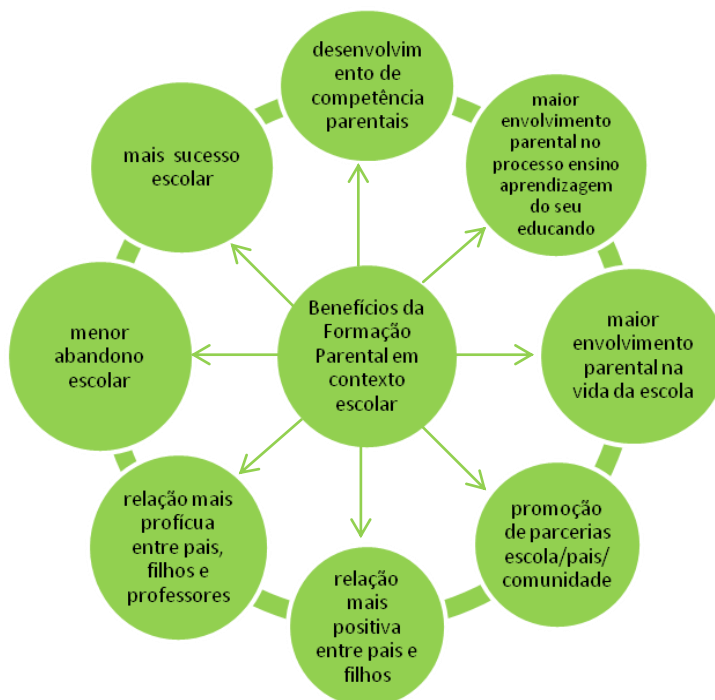 desenvolvim
ento de
competência
parentais
maior
envolvimento
parental no
processo ensino
aprendizagem
do seu
educando
maior
envolvimento
parental na
vida da escola
promoção
de parcerias
escola/pais/
comunidade
relação
mais
positiva
entre pais e
filhos
relação mais
profícua
entre pais,
filhos e
professores
menor
abandono
escolar
mais sucesso
escolar
Benefícios da
Formação
Parental em
contexto
escolar